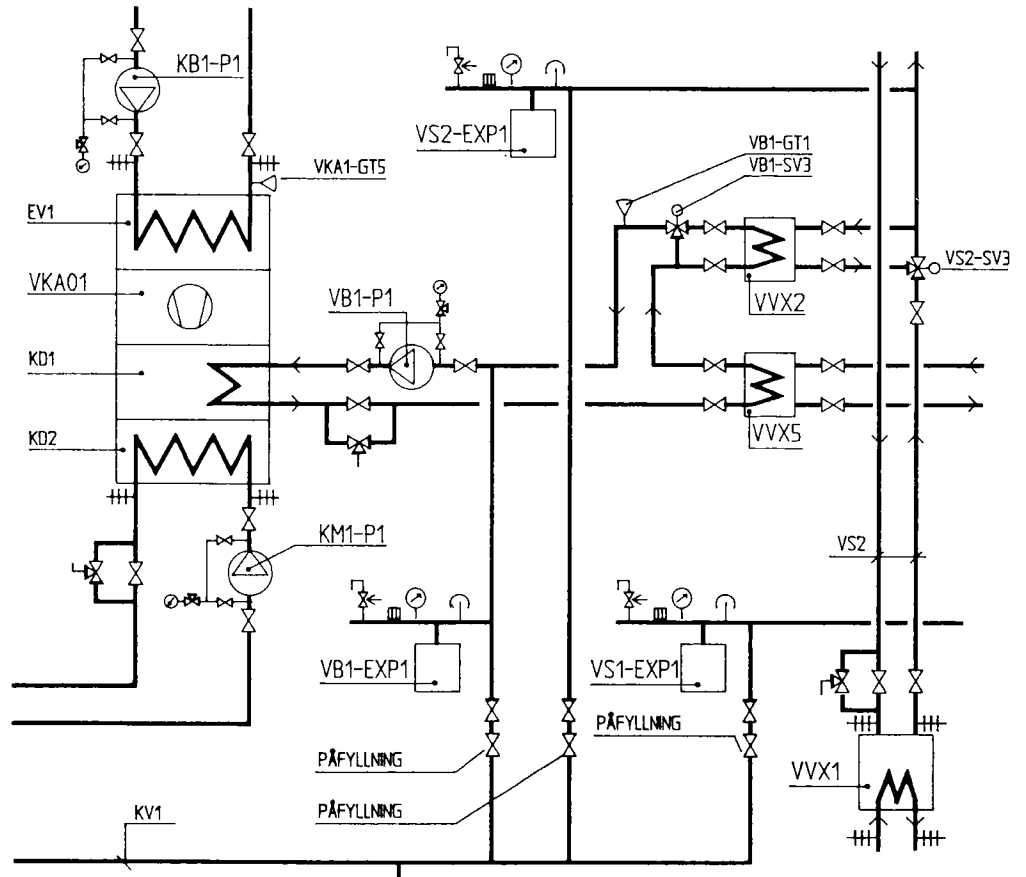 KB1-P1
VS2-EXP1
VB1-GT1
VKA1-GT5
VB1-SV3
EV1
VS2-SV3
VKA01
VB1-P1
VVX2
KD1
VVX5
KD2
KM1-P1
VS2
VB1-EXP1
VS1-EXP1
PÅFYLLNING
PÅFYLLNING
VVX1
PÅFYLLNING
KV1